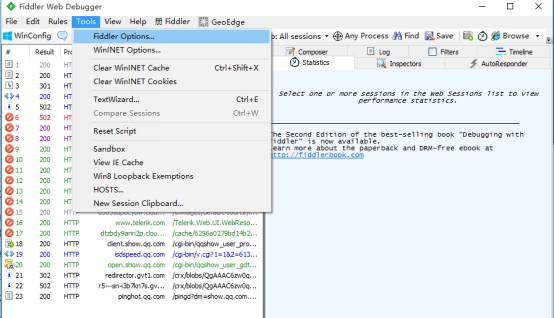 Fiddler Web Debugger
File Edit Rules Tools View Help Fiddler GeoEdge
WinConfig All sessions Any Process Find Save Browse
Fiddler Options...
WinINET Options...
Clear WinINET Cache Ctrl+Shift+X
Clear WinINET Cookies
TextWizard... Ctrl+E
Compare Sessions Ctrl+W
Reset Script
Sandbox
View IE Cache
Win8 Loopback Exemptions
HOSTS...
New Session Clipboard...
Composer Log Filters Timeline
Statistics Inspectors AutoResponder
Select one or more sessions in the Web Sessions list to view
performance statistics.
The Second Edition of the best-selling book "Debugging with
Fiddler" is now available.
Learn more about the paperback and DRM-free ebook at
http://fiddlerbook.com
# Result
1 200
2 200 HTT
3 301 HTT
4 200 HTT
5 502 HTT
6 502 HTT
7 200 HTT
8 200 HTT
9 200 HTT
10 200 HTT
11 200 HTT
12 200 HTT
13 200 HTT
14 200 HTT
15 200 HTTP
16 200 HTTP www.telerik.com /Telerik.Web.UI.WebReso...
17 200 HTTP dtzbdy9anri2p.clou... /cache/6296a0279bd14b2...
18 200 HTTP client.show.qq.com /cgi-bin/qqshow_user_pro...
19 200 HTTP isdspeed.qq.com /cgi-bin/v.cgi?1=1&2=613...
20 200 HTTP open.show.qq.com /cgi-bin/qqshow_user_gdt...
21 302 HTTP redirector.gvt1.com /crx/blobs/QgAAAC6zw0q...
22 502 HTTP r5---sn-i3b7kn7s.gv... /crx/blobs/QgAAAC6zw0q...
23 200 HTTP pinghot.qq.com /pingd?dm=show.qq.com....